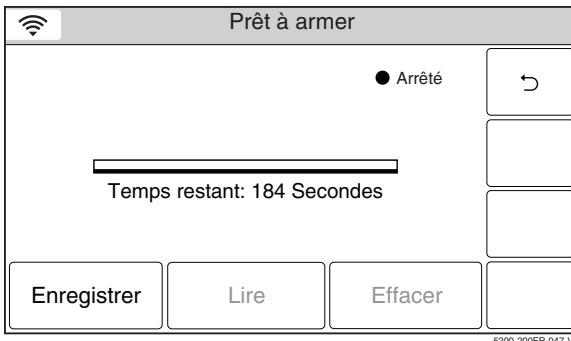 Prêt à armer
Arrêté
Temps restant: 184 Secondes
Enregistrer
Lire
Effacer